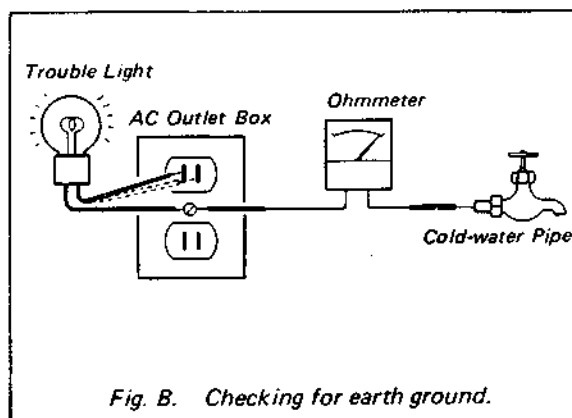 Trouble Light
AC Outlet Box
Ohmmeter
Cold-water Pipe
Fig. B. Checking for earth ground.